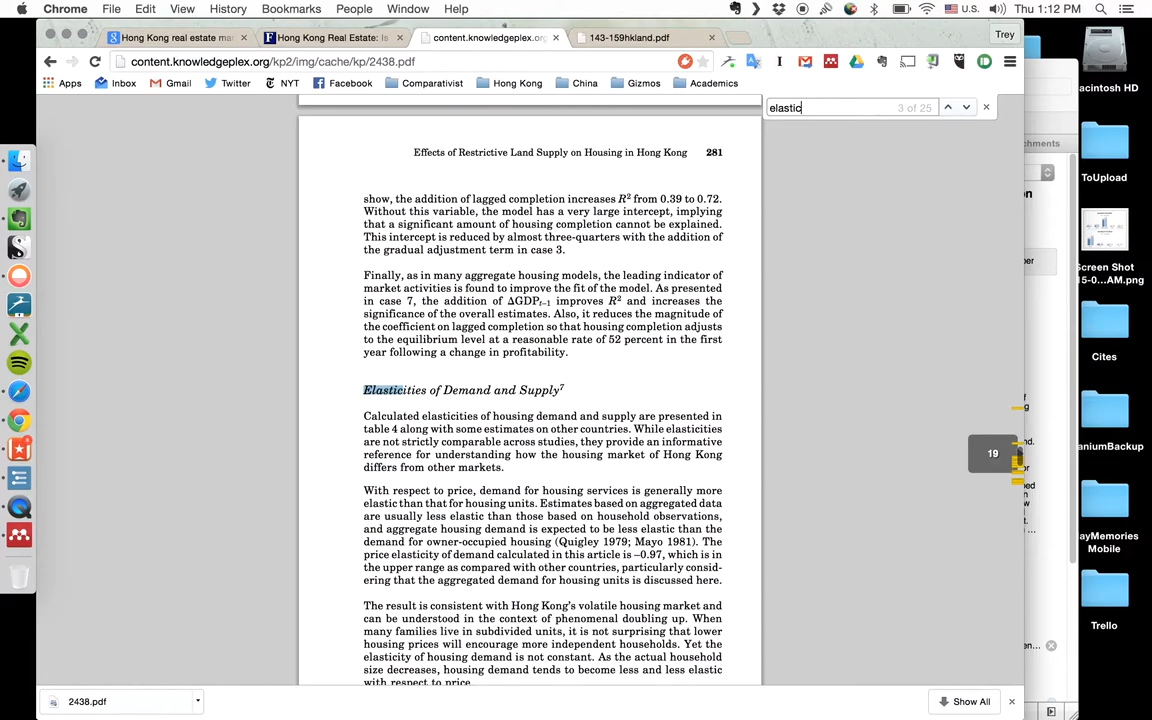 Chrome File Edit View History Bookmarks People Window Help U.S. Thu 1:12 PM
Hong Kong real estate ma
Hong Kong Real Estate: Is
content.knowledgeplex.org
143-159hkland.pdf
Trey
content.knowledgeplex.org/kp2/img/cache/kp/2438.pdf
Apps Gmail Twitter NYT Facebook Comparativist Hong Kong China Gizmos Academics
elastic 3 of 25
Effects of Restrictive Land Supply on Housing in Hong Kong 281
show, the addition of lagged completion increases R² from 0.39 to 0.72.
Without this variable, the model has a very large intercept, implying
that a significant amount of housing completion cannot be explained.
This intercept is reduced by almost three-quarters with the addition of
the gradual adjustment term in case 3.
Finally, as in many aggregate housing models, the leading indicator of
market activities is found to improve the fit of the model. As presented
in case 7, the addition of ΔGDPₜ₋₁ improves R² and increases the
significance of the overall estimates. Also, it reduces the magnitude of
the coefficient on lagged completion so that housing completion adjusts
to the equilibrium level at a reasonable rate of 52 percent in the first
year following a change in profitability.
Elasticities of Demand and Supply⁷
Calculated elasticities of housing demand and supply are presented in
table 4 along with some estimates on other countries. While elasticities
are not strictly comparable across studies, they provide an informative
reference for understanding how the housing market of Hong Kong
differs from other markets.
With respect to price, demand for housing services is generally more
elastic than that for housing units. Estimates based on aggregated data
are usually less elastic than those based on household observations,
and aggregate housing demand is expected to be less elastic than the
demand for owner-occupied housing (Quigley 1979; Mayo 1981). The
price elasticity of demand calculated in this article is –0.97, which is in
the upper range as compared with other countries, particularly consid-
ering that the aggregated demand for housing units is discussed here.
The result is consistent with Hong Kong's volatile housing market and
can be understood in the context of phenomenal doubling up. When
many families live in subdivided units, it is not surprising that lower
housing prices will encourage more independent households. Yet the
elasticity of housing demand is not constant. As the actual household
size decreases, housing demand tends to become less and less elastic
with respect to price.
19
2438.pdf
Show All
acintosh HD
chments
ToUpload
Screen Shot
15-0...AM.png
Cites
aniumBackup
ayMemories
Mobile
Trello
en...